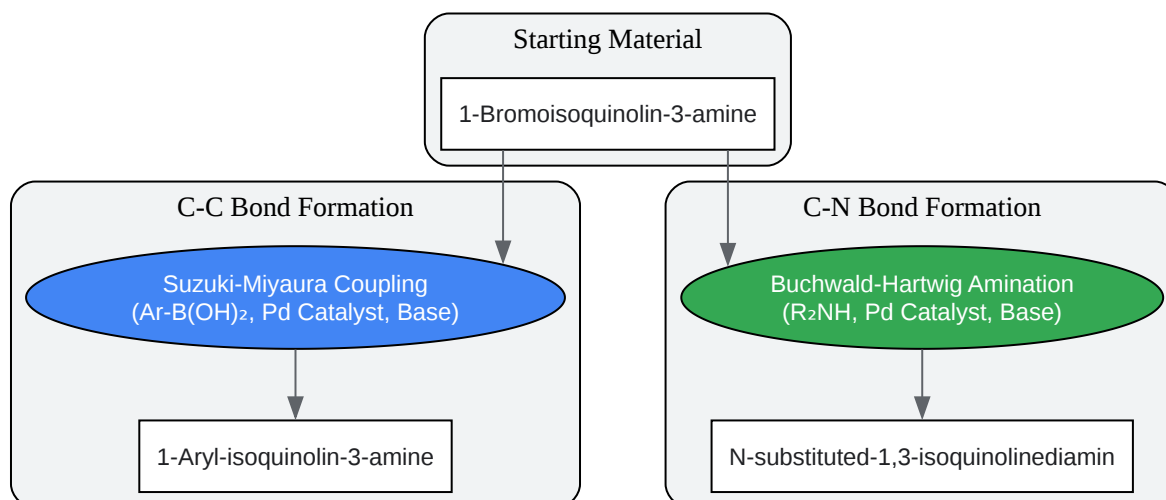 Starting Material
1-Bromoisoquinolin-3-amine
C-C Bond Formation
Suzuki-Miyaura Coupling
(Ar-B(OH)₂, Pd Catalyst, Base)
1-Aryl-isoquinolin-3-amine
C-N Bond Formation
Buchwald-Hartwig Amination
(R₂NH, Pd Catalyst, Base)
N-substituted-1,3-isoquinolinediamin